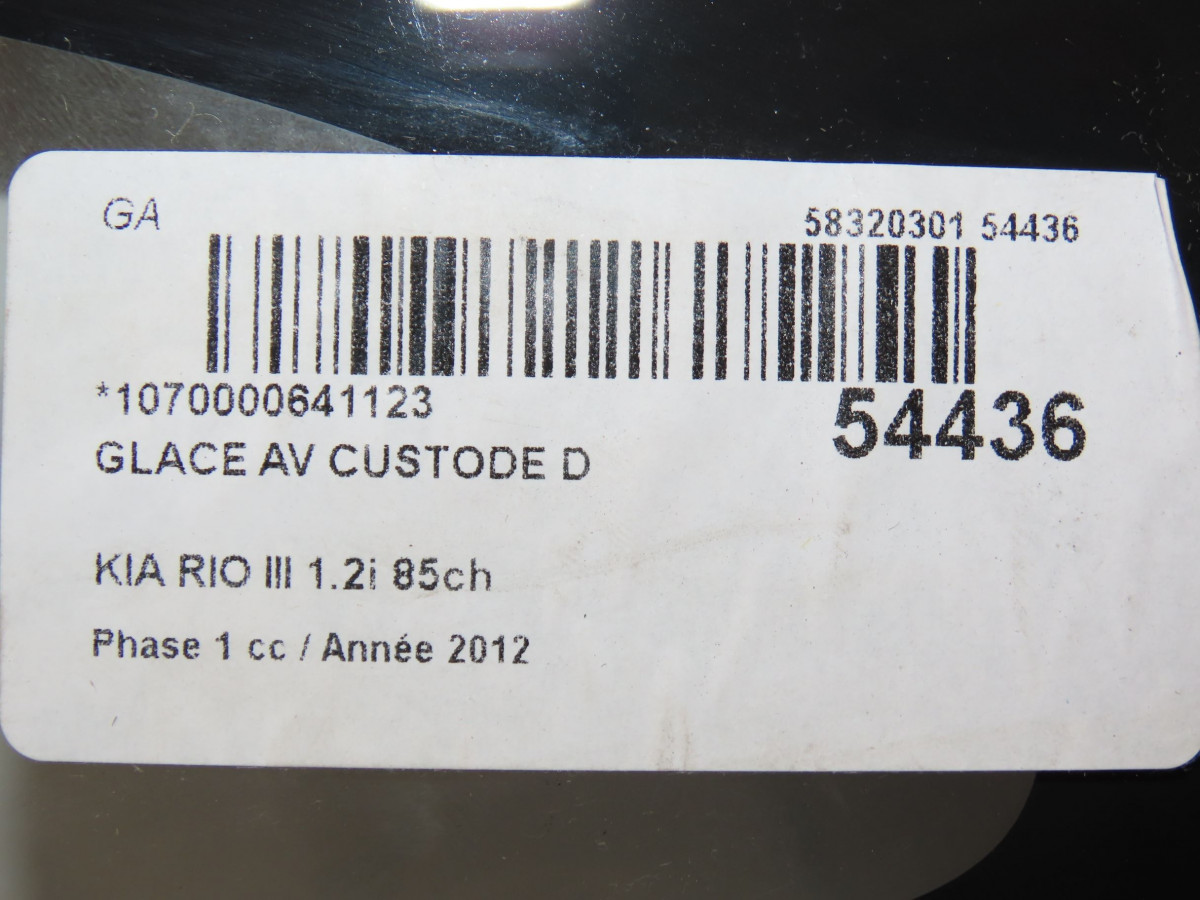 GA
58320301 54436
*1070000641123
54436
GLACE AV CUSTODE D
KIA RIO III 1.2i 85ch
Phase 1 cc / Année 2012